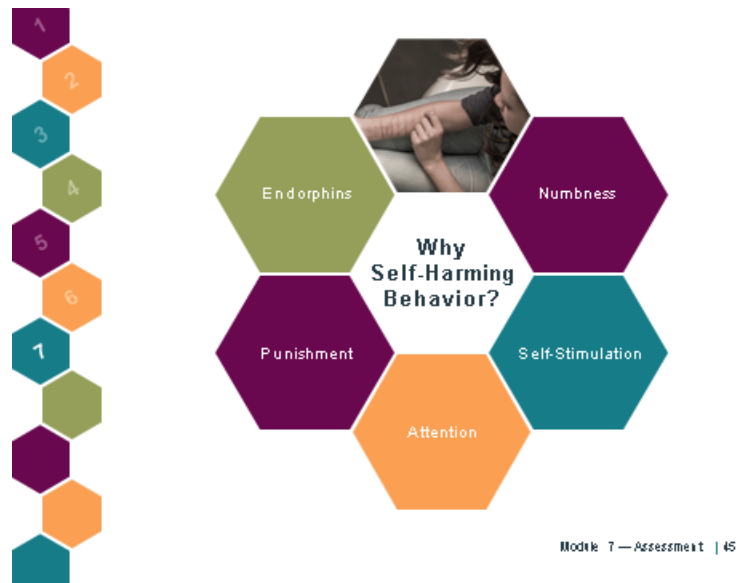 1
2
3
4
5
6
7
Endorphins
Numbness
Why
Self-Harming
Behavior?
Punishment
Self-Stimulation
Attention
Module 7 — Assessment | 45